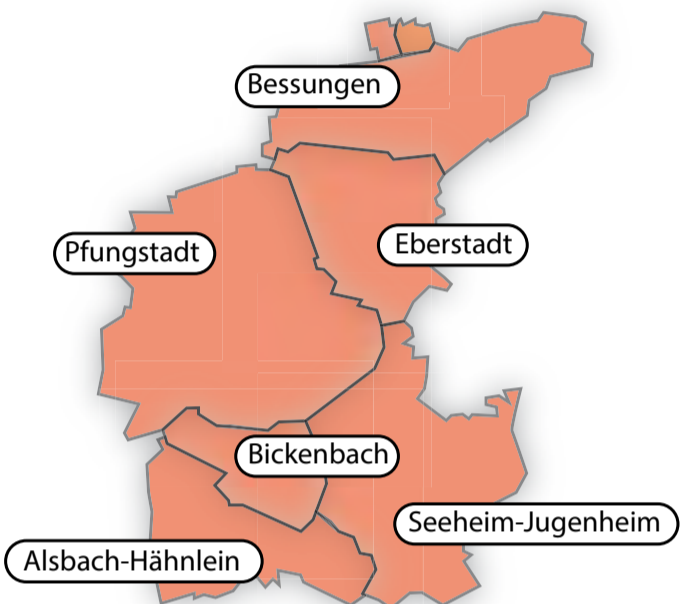 Bessungen
Pfungstadt
Eberstadt
Bickenbach
Seeheim-Jugenheim
Alsbach-Hähnlein